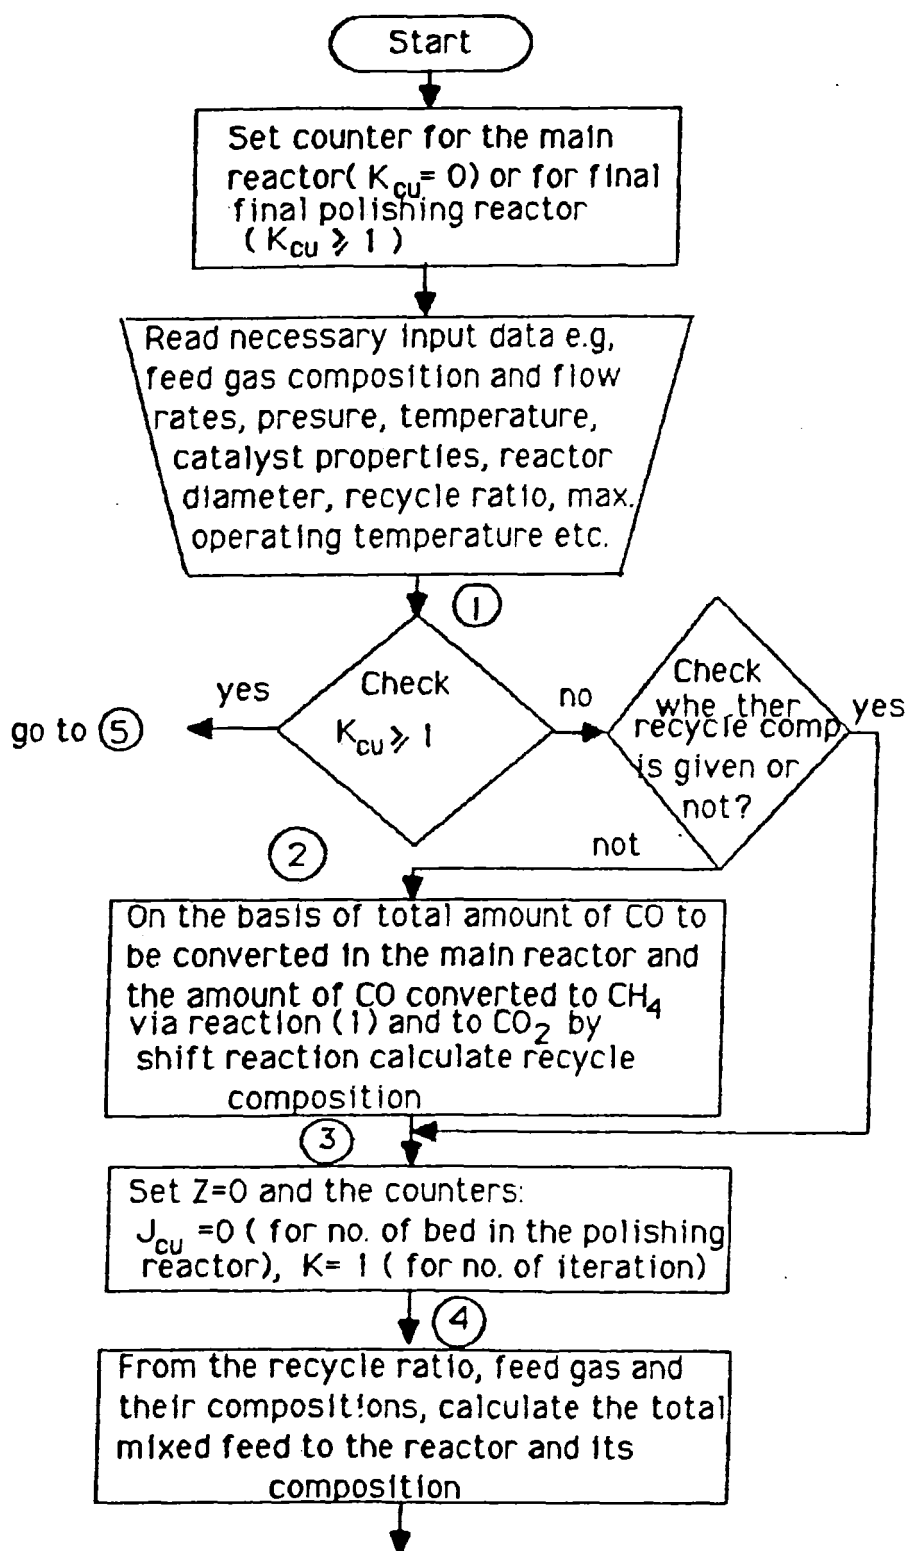 Start
Set counter for the main
reactor( K_cu = 0) or for final
final polishing reactor
( K_cu ⩾ 1 )
Read necessary input data e.g,
feed gas composition and flow
rates, presure, temperature,
catalyst properties, reactor
diameter, recycle ratio, max.
operating temperature etc.
1
yes
Check
K_cu ⩾ 1
no
go to 5
Check
whe ther
recycle comp
is given or
not?
yes
not
2
On the basis of total amount of CO to
be converted in the main reactor and
the amount of CO converted to CH₄
via reaction (1) and to CO₂ by
shift reaction calculate recycle
composition
3
Set Z=0 and the counters:
J_cu =0 ( for no. of bed in the polishing
reactor), K= 1 ( for no. of iteration)
4
From the recycle ratio, feed gas and
their compositions, calculate the total
mixed feed to the reactor and its
composition